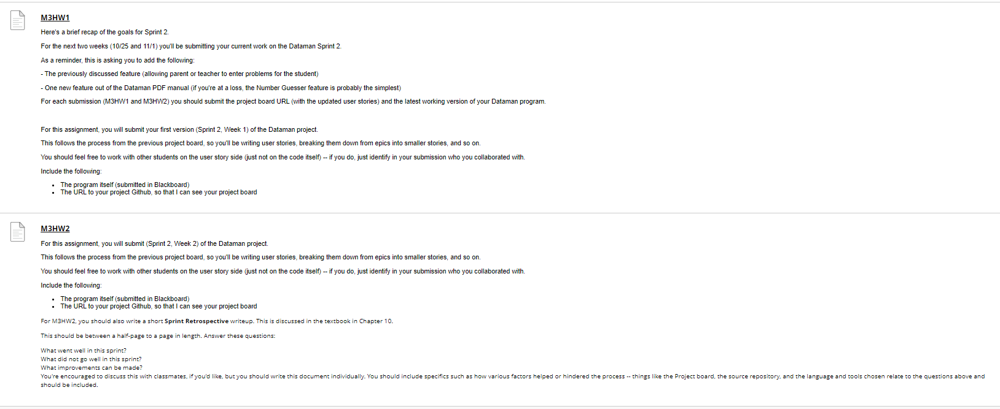 M3HW1
Here's a brief recap of the goals for Sprint 2.
For the next two weeks (10/25 and 11/1) you'll be submitting your current work on the Dataman Sprint 2.
As a reminder, this is asking you to add the following:
- The previously discussed feature (allowing parent or teacher to enter problems for the student)
- One new feature out of the Dataman PDF manual (if you're at a loss, the Number Guesser feature is probably the simplest)
For each submission (M3HW1 and M3HW2) you should submit the project board URL (with the updated user stories) and the latest working version of your Dataman program.
For this assignment, you will submit your first version (Sprint 2, Week 1) of the Dataman project.
This follows the process from the previous project board, so you'll be writing user stories, breaking them down from epics into smaller stories, and so on.
You should feel free to work with other students on the user story side (just not on the code itself) -- if you do, just identify in your submission who you collaborated with.
Include the following:
• The program itself (submitted in Blackboard)
• The URL to your project Github, so that I can see your project board
M3HW2
For this assignment, you will submit (Sprint 2, Week 2) of the Dataman project.
This follows the process from the previous project board, so you'll be writing user stories, breaking them down from epics into smaller stories, and so on.
You should feel free to work with other students on the user story side (just not on the code itself) -- if you do, just identify in your submission who you collaborated with.
Include the following:
• The program itself (submitted in Blackboard)
• The URL to your project Github, so that I can see your project board
For M3HW2, you should also write a short Sprint Retrospective writeup. This is discussed in the textbook in Chapter 10.
This should be between a half-page to a page in length. Answer these questions:
What went well in this sprint?
What did not go well in this sprint?
What improvements can be made?
You're encouraged to discuss this with classmates, if you'd like, but you should write this document individually. You should include specifics such as how various factors helped or hindered the process -- things like the Project board, the source repository, and the language and tools chosen relate to the questions above and
should be included.